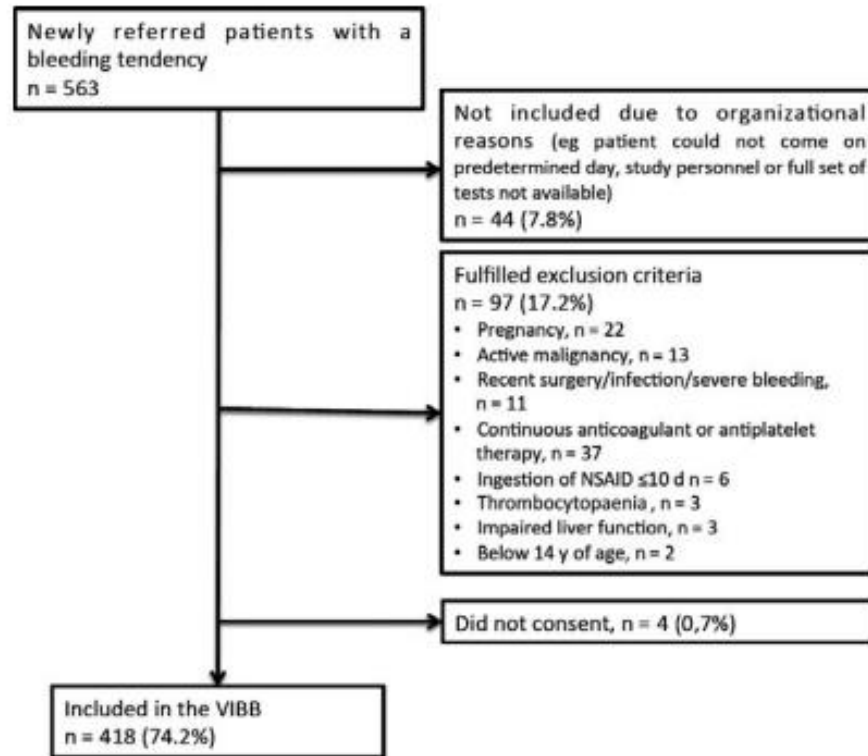 Newly referred patients with a
bleeding tendency
n = 563
Not included due to organizational
reasons (eg patient could not come on
predetermined day, study personnel or full set of
tests not available)
n = 44 (7.8%)
Fulfilled exclusion criteria
n = 97 (17.2%)
• Pregnancy, n = 22
• Active malignancy, n = 13
• Recent surgery/infection/severe bleeding,
n = 11
• Continuous anticoagulant or antiplatelet
therapy, n = 37
• Ingestion of NSAID ≤10 d n = 6
• Thrombocytopaenia , n = 3
• Impaired liver function, n = 3
• Below 14 y of age, n = 2
Did not consent, n = 4 (0,7%)
Included in the VIBB
n = 418 (74.2%)